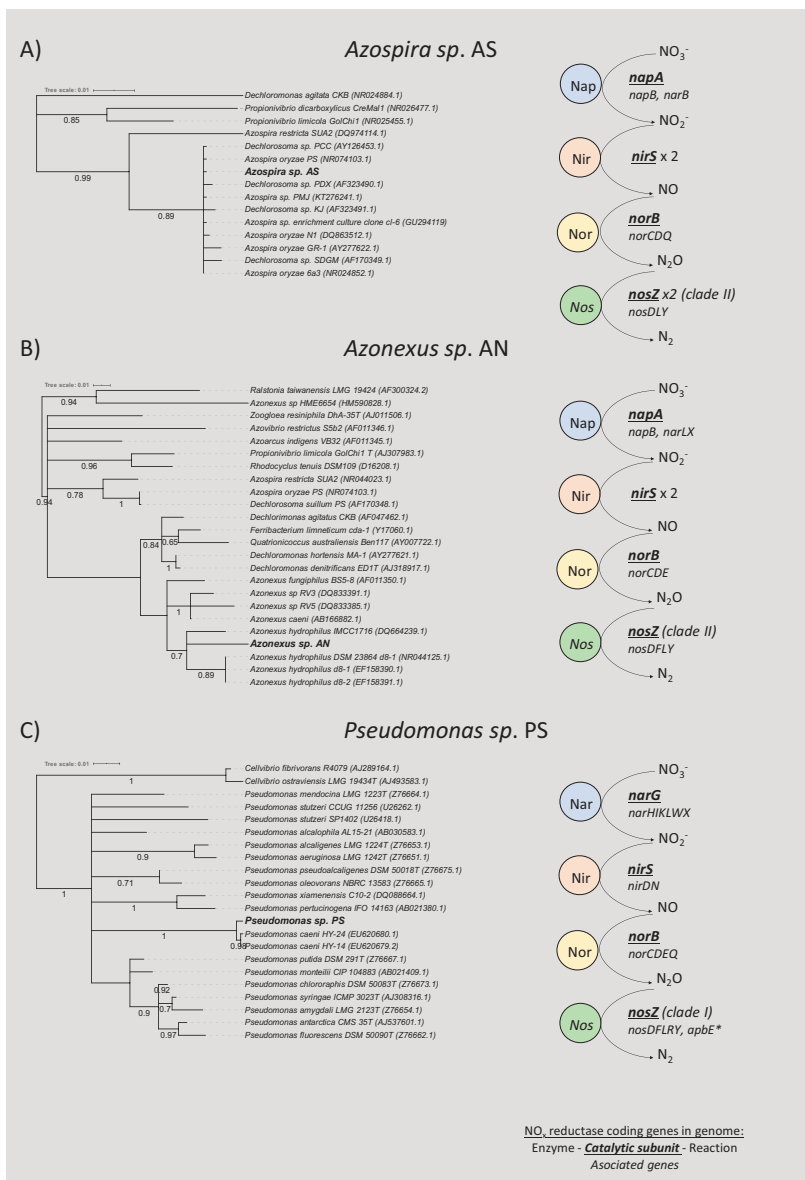 A)
Azospira sp. AS
Tree scale: 0.01
Dechloromonas agitata CKB (NR024884.1)
Propionivibrio dicarboxylicus CreMal1 (NR026477.1)
0.85
Propionivibrio limicola GolChi1 (NR025455.1)
Azospira restricta SUA2 (DQ974114.1)
Dechlorosoma sp. PCC (AY126453.1)
Azospira oryzae PS (NR074103.1)
0.99
Azospira sp. AS
Dechlorosoma sp. PDX (AF323490.1)
Azospira sp. PMJ (KT276241.1)
Dechlorosoma sp. KJ (AF323491.1)
0.89
Azospira sp. enrichment culture clone cl-6 (GU294119)
Azospira oryzae N1 (DQ863512.1)
Azospira oryzae GR-1 (AY277622.1)
Dechlorosoma sp. SDGM (AF170349.1)
Azospira oryzae 6a3 (NR024852.1)
NO3-
Nap
napA
napB, narB
NO2-
Nir
nirS x 2
NO
Nor
norB
norCDQ
N2O
Nos
nosZ x2 (clade II)
nosDLY
N2
B)
Azonexus sp. AN
Tree scale: 0.01
Ralstonia taiwanensis LMG 19424 (AF300324.2)
0.94
Azonexus sp HME6654 (HM590828.1)
Zoogloea resiniphila DhA-35T (AJ011506.1)
Azovibrio restrictus S5b2 (AF011346.1)
Azoarcus indigens VB32 (AF011345.1)
Propionivibrio limicola GolChi1 T (AJ307983.1)
0.96
Rhodocyclus tenuis DSM109 (D16208.1)
Azospira restricta SUA2 (NR044023.1)
0.78
Azospira oryzae PS (NR074103.1)
0.94
1
Dechlorosoma suillum PS (AF170348.1)
Dechlorimonas agitatus CKB (AF047462.1)
Ferribacterium limneticum cda-1 (Y17060.1)
0.84
0.65
Quatrionicoccus australiensis Ben117 (AY007722.1)
Dechloromonas hortensis MA-1 (AY277621.1)
1
Dechloromonas denitrificans ED1T (AJ318917.1)
Azonexus fungiphilus BS5-8 (AF011350.1)
Azonexus sp RV3 (DQ833391.1)
1
Azonexus sp RV5 (DQ833385.1)
Azonexus caeni (AB166882.1)
Azonexus hydrophilus IMCC1716 (DQ664239.1)
Azonexus sp. AN
0.7
Azonexus hydrophilus DSM 23864 d8-1 (NR044125.1)
Azonexus hydrophilus d8-1 (EF158390.1)
0.89
Azonexus hydrophilus d8-2 (EF158391.1)
NO3-
Nap
napA
napB, narLX
NO2-
Nir
nirS x 2
NO
Nor
norB
norCDE
N2O
Nos
nosZ (clade II)
nosDFLY
N2
C)
Pseudomonas sp. PS
Tree scale: 0.01
Cellvibrio fibrivorans R4079 (AJ289164.1)
1
Cellvibrio ostraviensis LMG 19434T (AJ493583.1)
Pseudomonas mendocina LMG 1223T (Z76664.1)
Pseudomonas stutzeri CCUG 11256 (U26262.1)
Pseudomonas stutzeri SP1402 (U26418.1)
Pseudomonas alcalophila AL15-21 (AB030583.1)
Pseudomonas alcaligenes LMG 1224T (Z76653.1)
0.9
Pseudomonas aeruginosa LMG 1242T (Z76651.1)
Pseudomonas pseudoalcaligenes DSM 50018T (Z76675.1)
0.71
Pseudomonas oleovorans NBRC 13583 (Z76665.1)
1
Pseudomonas xiamenensis C10-2 (DQ088664.1)
1
Pseudomonas pertucinogena IFO 14163 (AB021380.1)
Pseudomonas sp. PS
1
Pseudomonas caeni HY-24 (EU620680.1)
0.98
Pseudomonas caeni HY-14 (EU620679.2)
Pseudomonas putida DSM 291T (Z76667.1)
Pseudomonas monteilii CIP 104883 (AB021409.1)
Pseudomonas chlororaphis DSM 50083T (Z76673.1)
0.92
Pseudomonas syringae ICMP 3023T (AJ308316.1)
0.9
0.7
Pseudomonas amygdali LMG 2123T (Z76654.1)
Pseudomonas antarctica CMS 35T (AJ537601.1)
0.97
Pseudomonas fluorescens DSM 50090T (Z76662.1)
NO3-
Nar
narG
narHIKLWX
NO2-
Nir
nirS
nirDN
NO
Nor
norB
norCDEQ
N2O
Nos
nosZ (clade I)
nosDFLRY, apbE*
N2
NOx reductase coding genes in genome:
Enzyme - Catalytic subunit - Reaction
Asociated genes